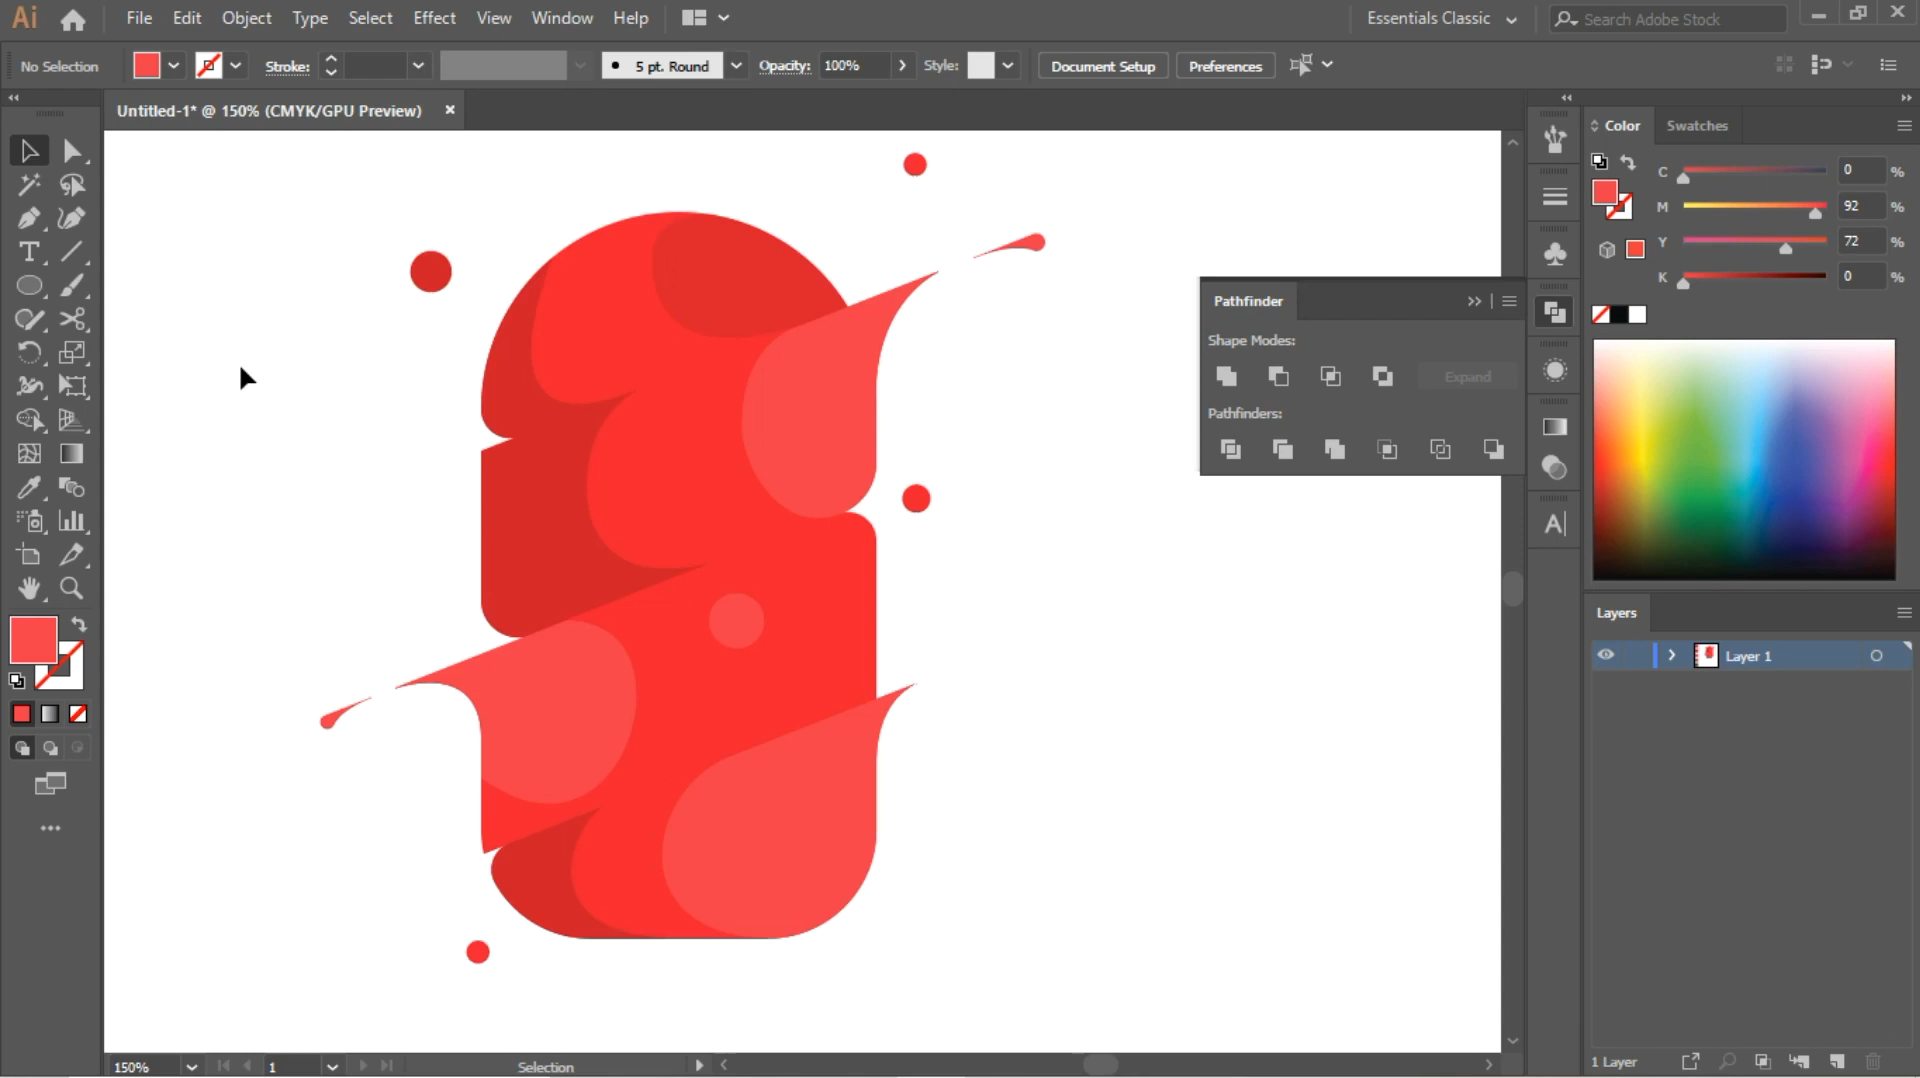 Ai File Edit Object Type Select Effect View Window Help Essentials Classic Search Adobe Stock
No Selection Stroke: 5 pt. Round Opacity: 100% Style: Document Setup Preferences
Untitled-1* @ 150% (CMYK/GPU Preview)
Color Swatches
C 0 %
M 92 %
Y 72 %
K 0 %
Pathfinder
Shape Modes:
Expand
Pathfinders:
Layers
Layer 1
150% 1 Selection
1 Layer